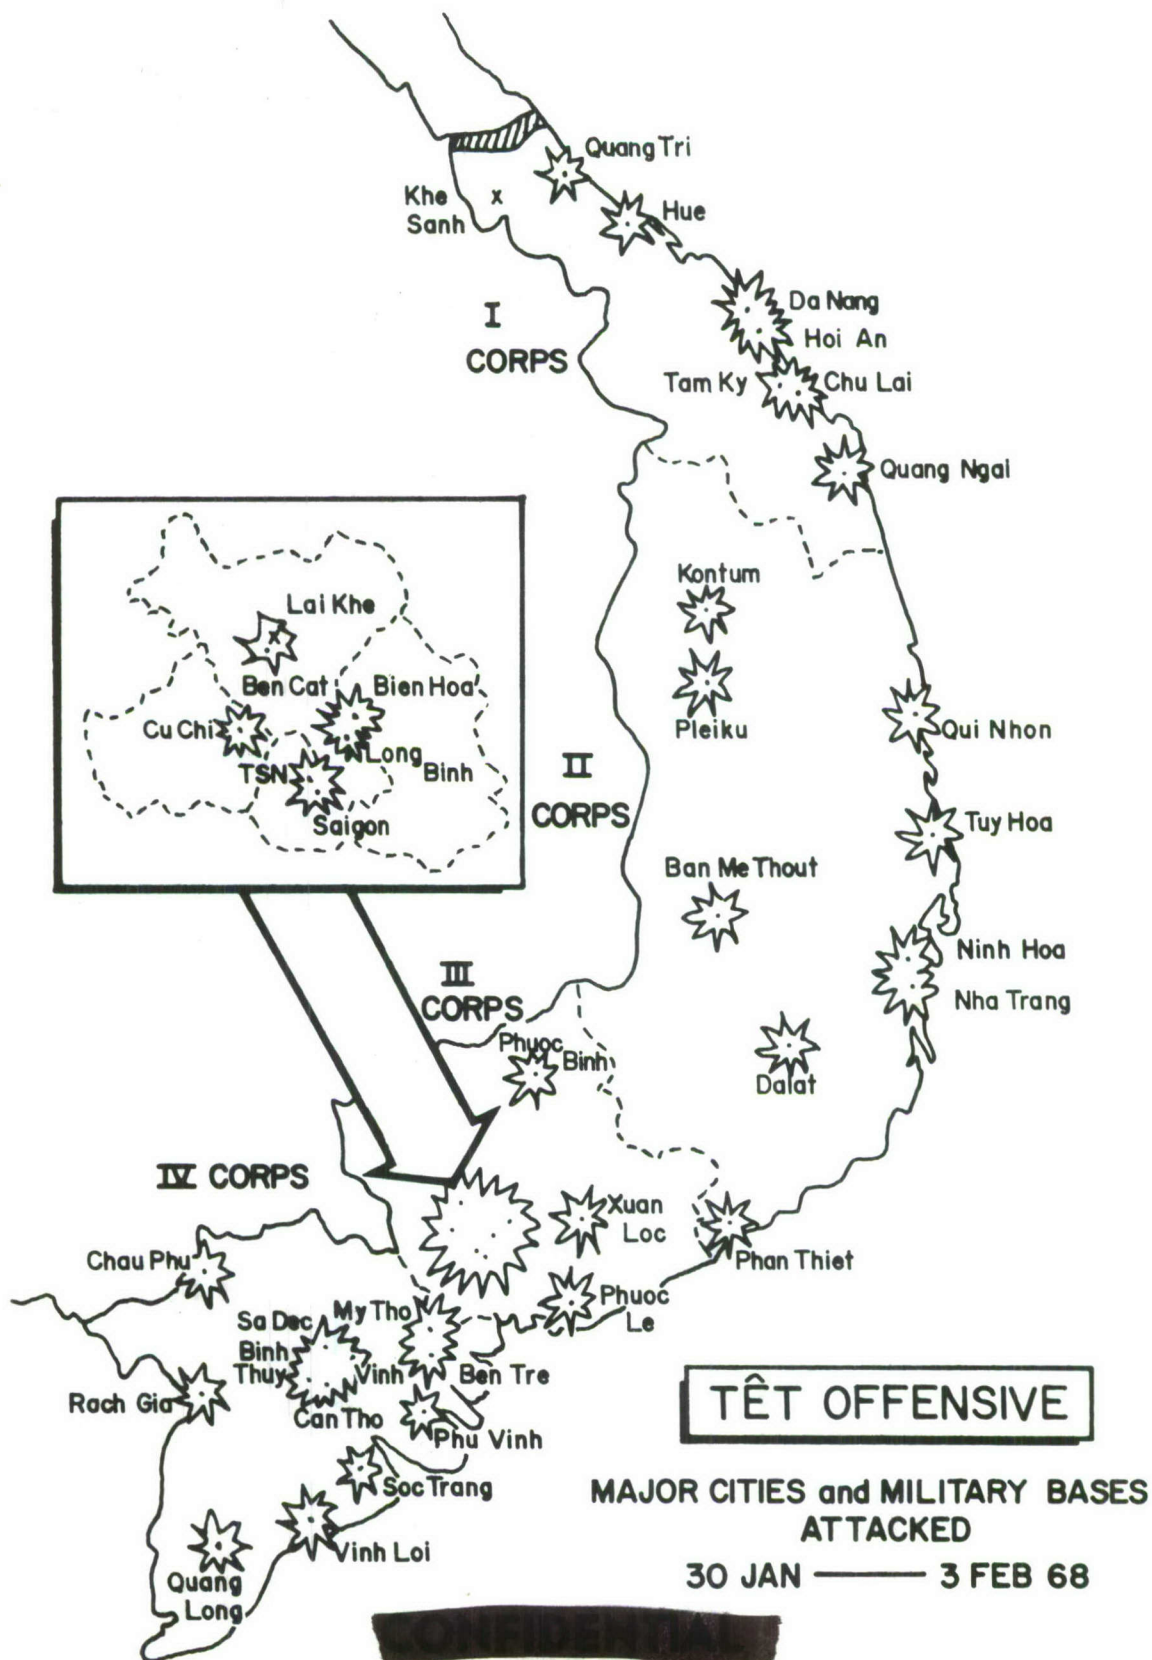 Quang Tri
Khe
Sanh
x
Hue
I
CORPS
Da Nang
Hoi An
Tam Ky
Chu Lai
Quang Ngai
Kontum
Pleiku
Lai Khe
x
Ben Cat
Bien Hoa
Cu Chi
Long
Binh
TSN
Saigon
II
CORPS
Qui Nhon
Tuy Hoa
Ban Me Thout
Ninh Hoa
Nha Trang
III
CORPS
Phuoc
Binh
Dalat
IV CORPS
Xuan
Loc
Phan Thiet
Chau Phu
Phuoc
Le
Sa Dec
My Tho
Binh
Thuy
Vinh
Ben Tre
Rach Gia
Can Tho
Phu Vinh
Soc Trang
Vinh Loi
Quang
Long
TÊT OFFENSIVE
MAJOR CITIES and MILITARY BASES
ATTACKED
30 JAN — 3 FEB 68
CONFIDENTIAL